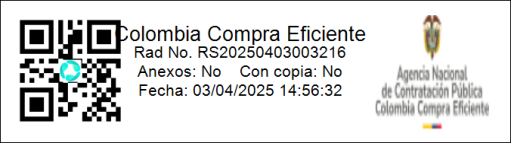 Colombia Compra Eficiente
Rad No. RS20250403003216
Anexos: No Con copia: No
Fecha: 03/04/2025 14:56:32
Agencia Nacional
de Contratación Pública
Colombia Compra Eficiente